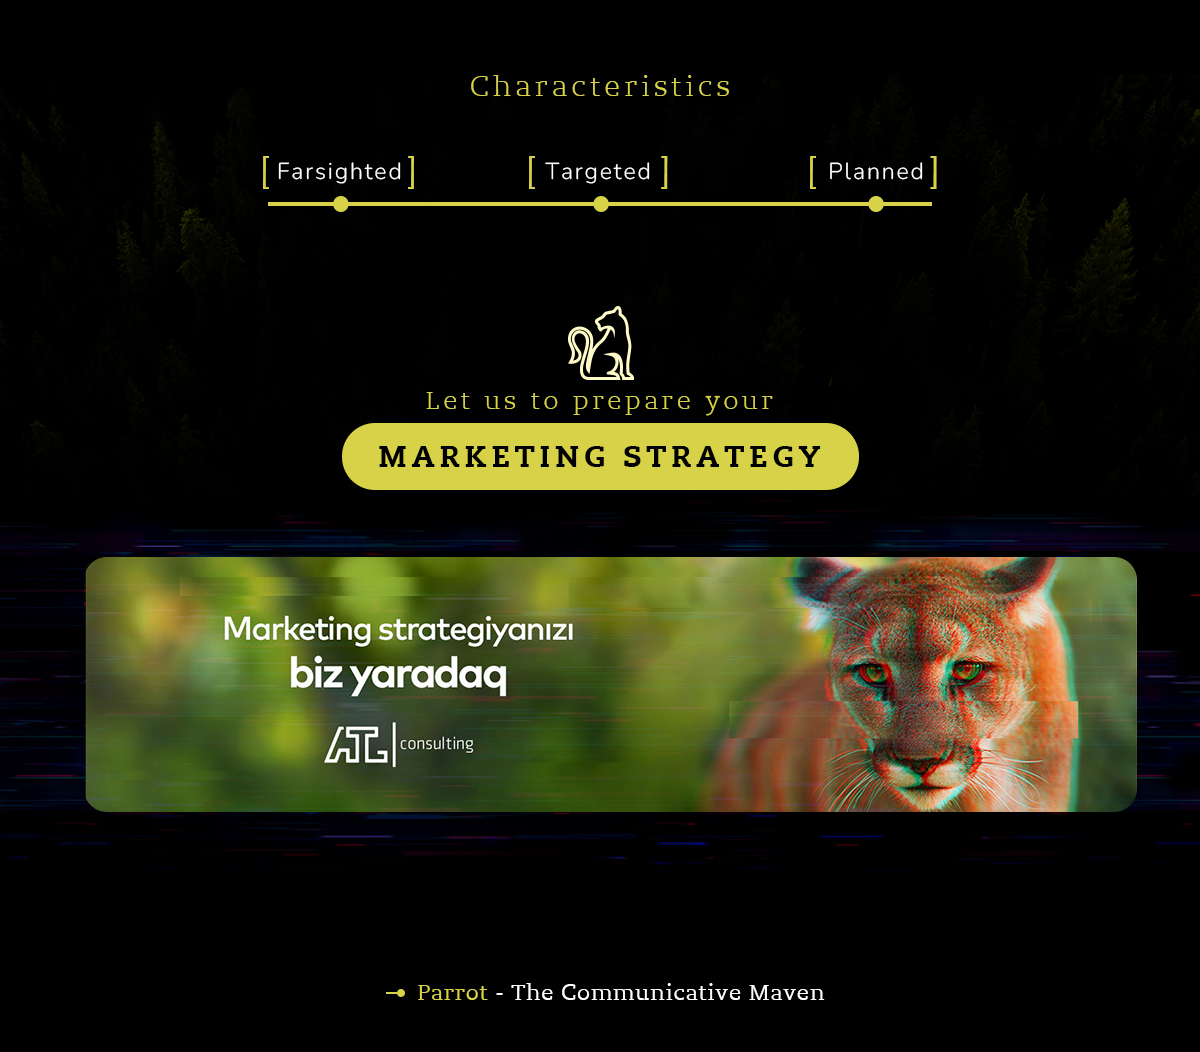 Characteristics
[ Farsighted ] [ Targeted ] [ Planned ]
Let us to prepare your
MARKETING STRATEGY
Marketing strategiyanızı
biz yaradaq
ATL consulting
Parrot - The Communicative Maven